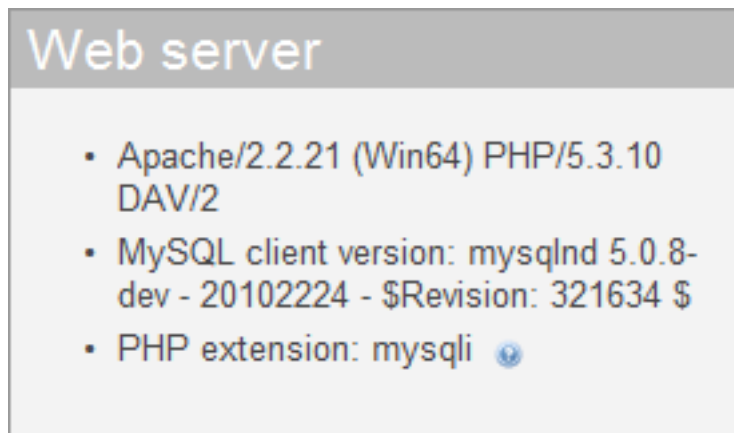 Web server
• Apache/2.2.21 (Win64) PHP/5.3.10
DAV/2
• MySQL client version: mysqlnd 5.0.8-
dev - 20102224 - $Revision: 321634 $
• PHP extension: mysqli